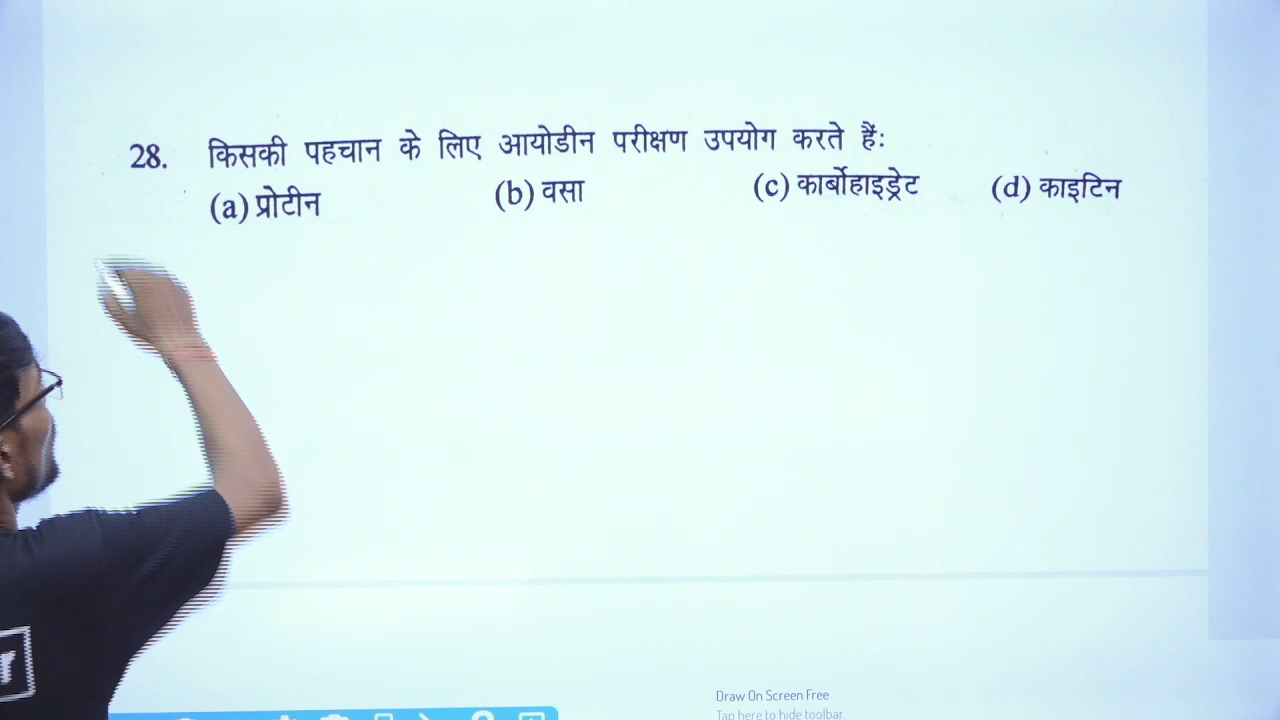 28. किसकी पहचान के लिए आयोडीन परीक्षण उपयोग करते हैं:
(a) प्रोटीन (b) वसा (c) कार्बोहाइड्रेट (d) काइटिन
r
Draw On Screen Free
Tap here to hide toolbar